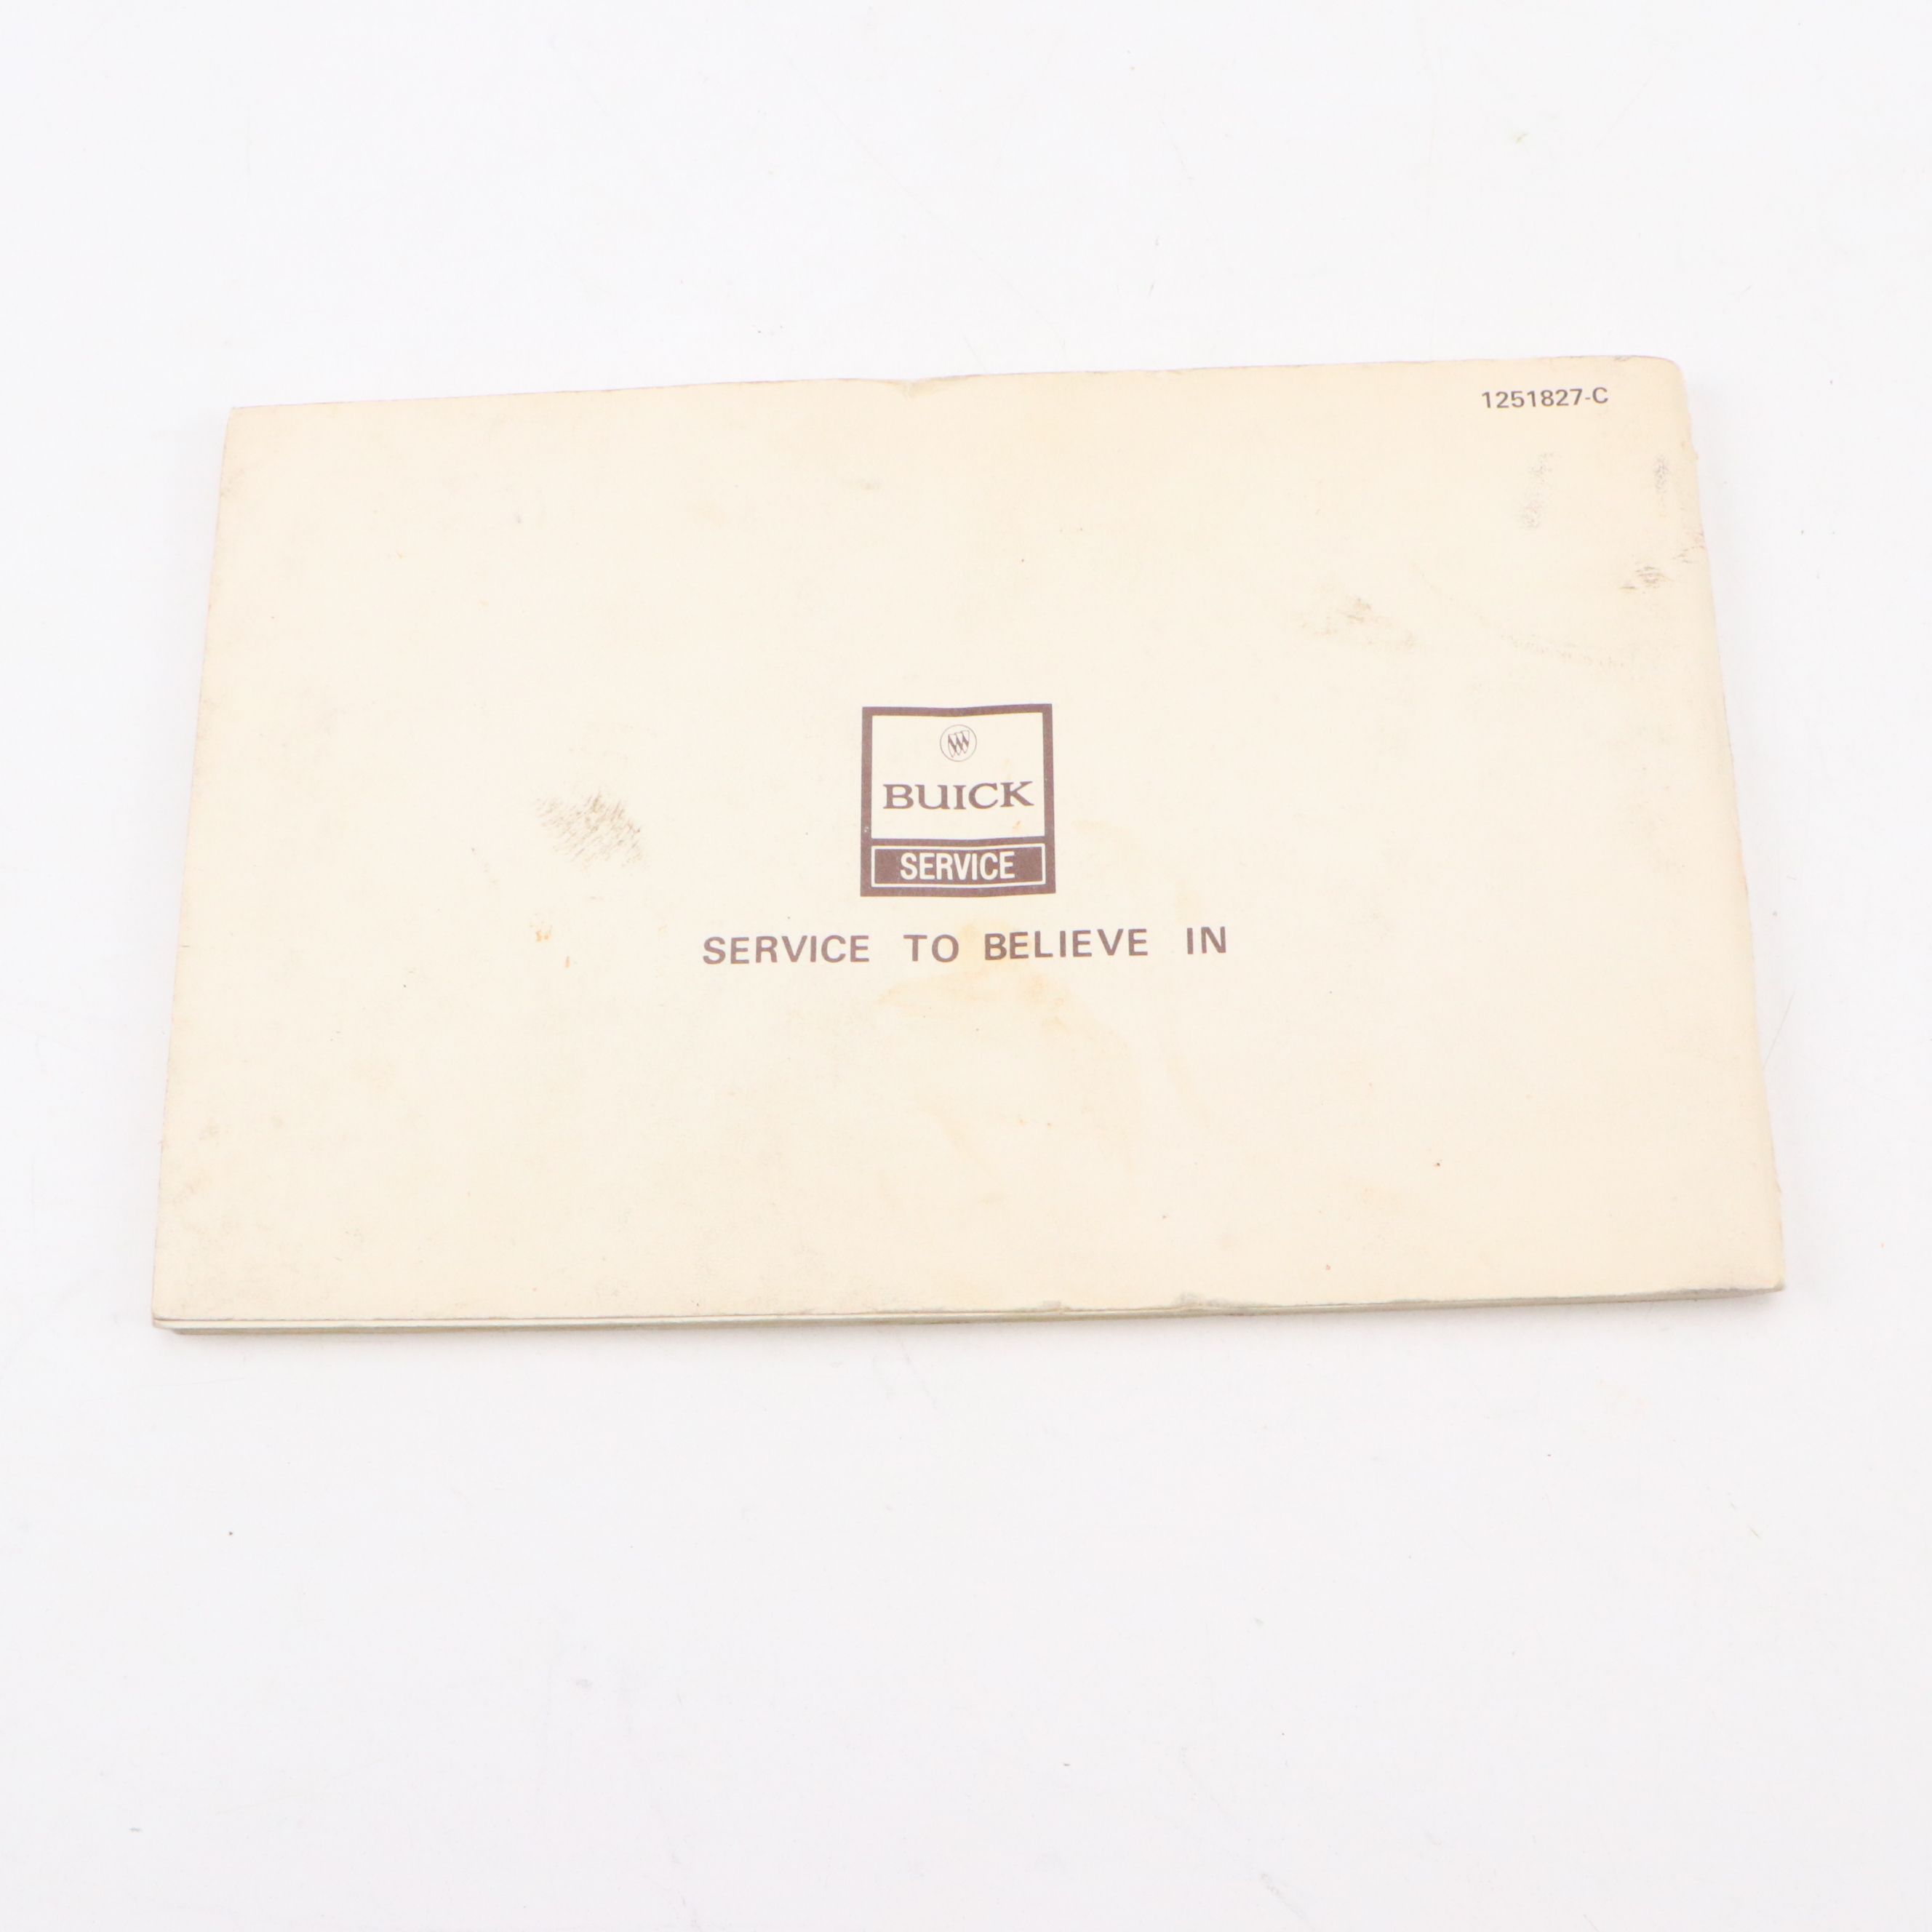 1251827-C
BUICK
SERVICE
SERVICE TO BELIEVE IN